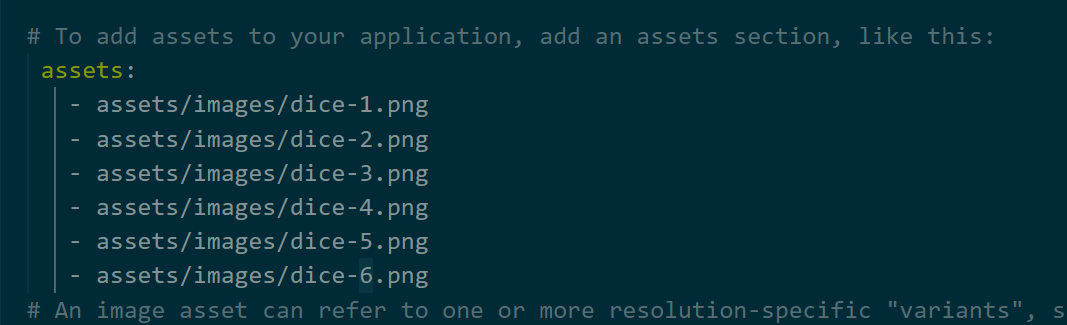 # To add assets to your application, add an assets section, like this:
assets:
- assets/images/dice-1.png
- assets/images/dice-2.png
- assets/images/dice-3.png
- assets/images/dice-4.png
- assets/images/dice-5.png
- assets/images/dice-6.png
# An image asset can refer to one or more resolution-specific "variants", s